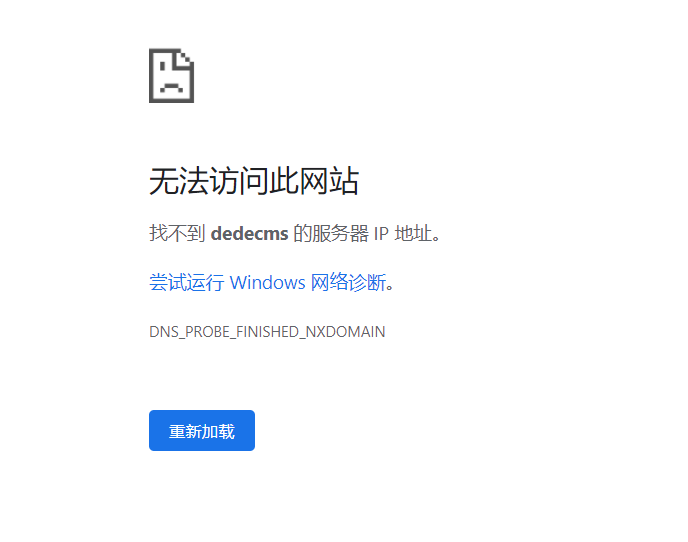 无法访问此网站
找不到 dedecms 的服务器 IP 地址。
尝试运行 Windows 网络诊断。
DNS_PROBE_FINISHED_NXDOMAIN
重新加载